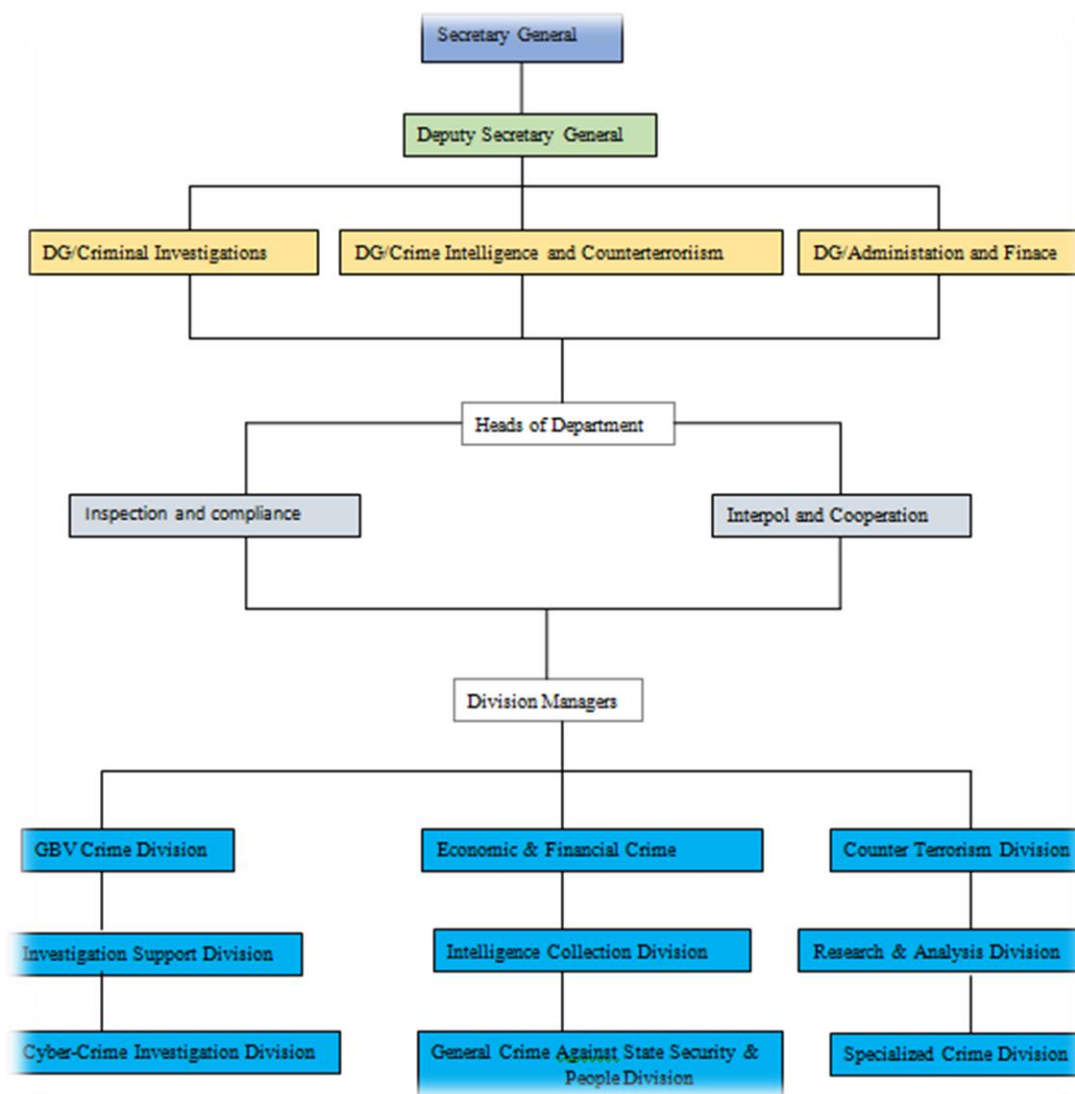 Secretary General
Deputy Secretary General
DG/Criminal Investigations
DG/Crime Intelligence and Counterterroriism
DG/Administation and Finace
Heads of Department
Inspection and compliance
Interpol and Cooperation
Division Managers
GBV Crime Division
Economic & Financial Crime
Counter Terrorism Division
Investigation Support Division
Intelligence Collection Division
Research & Analysis Division
Cyber-Crime Investigation Division
General Crime Against State Security &
People Division
Specialized Crime Division